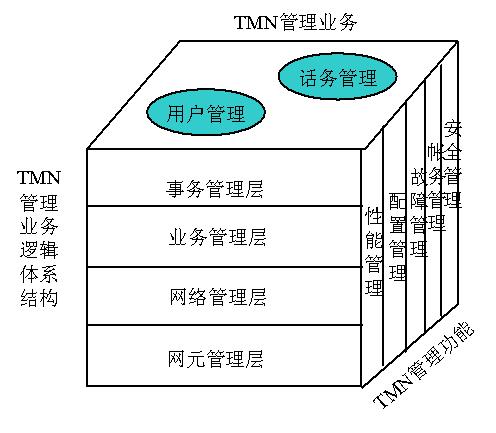 TMN管理业务
话务管理
用户管理
TMN
管理
业务
逻辑
体系
结构
事务管理层
业务管理层
网络管理层
网元管理层
性能管理
配置管理
故障管理
帐务管理
安全管理
TMN管理功能